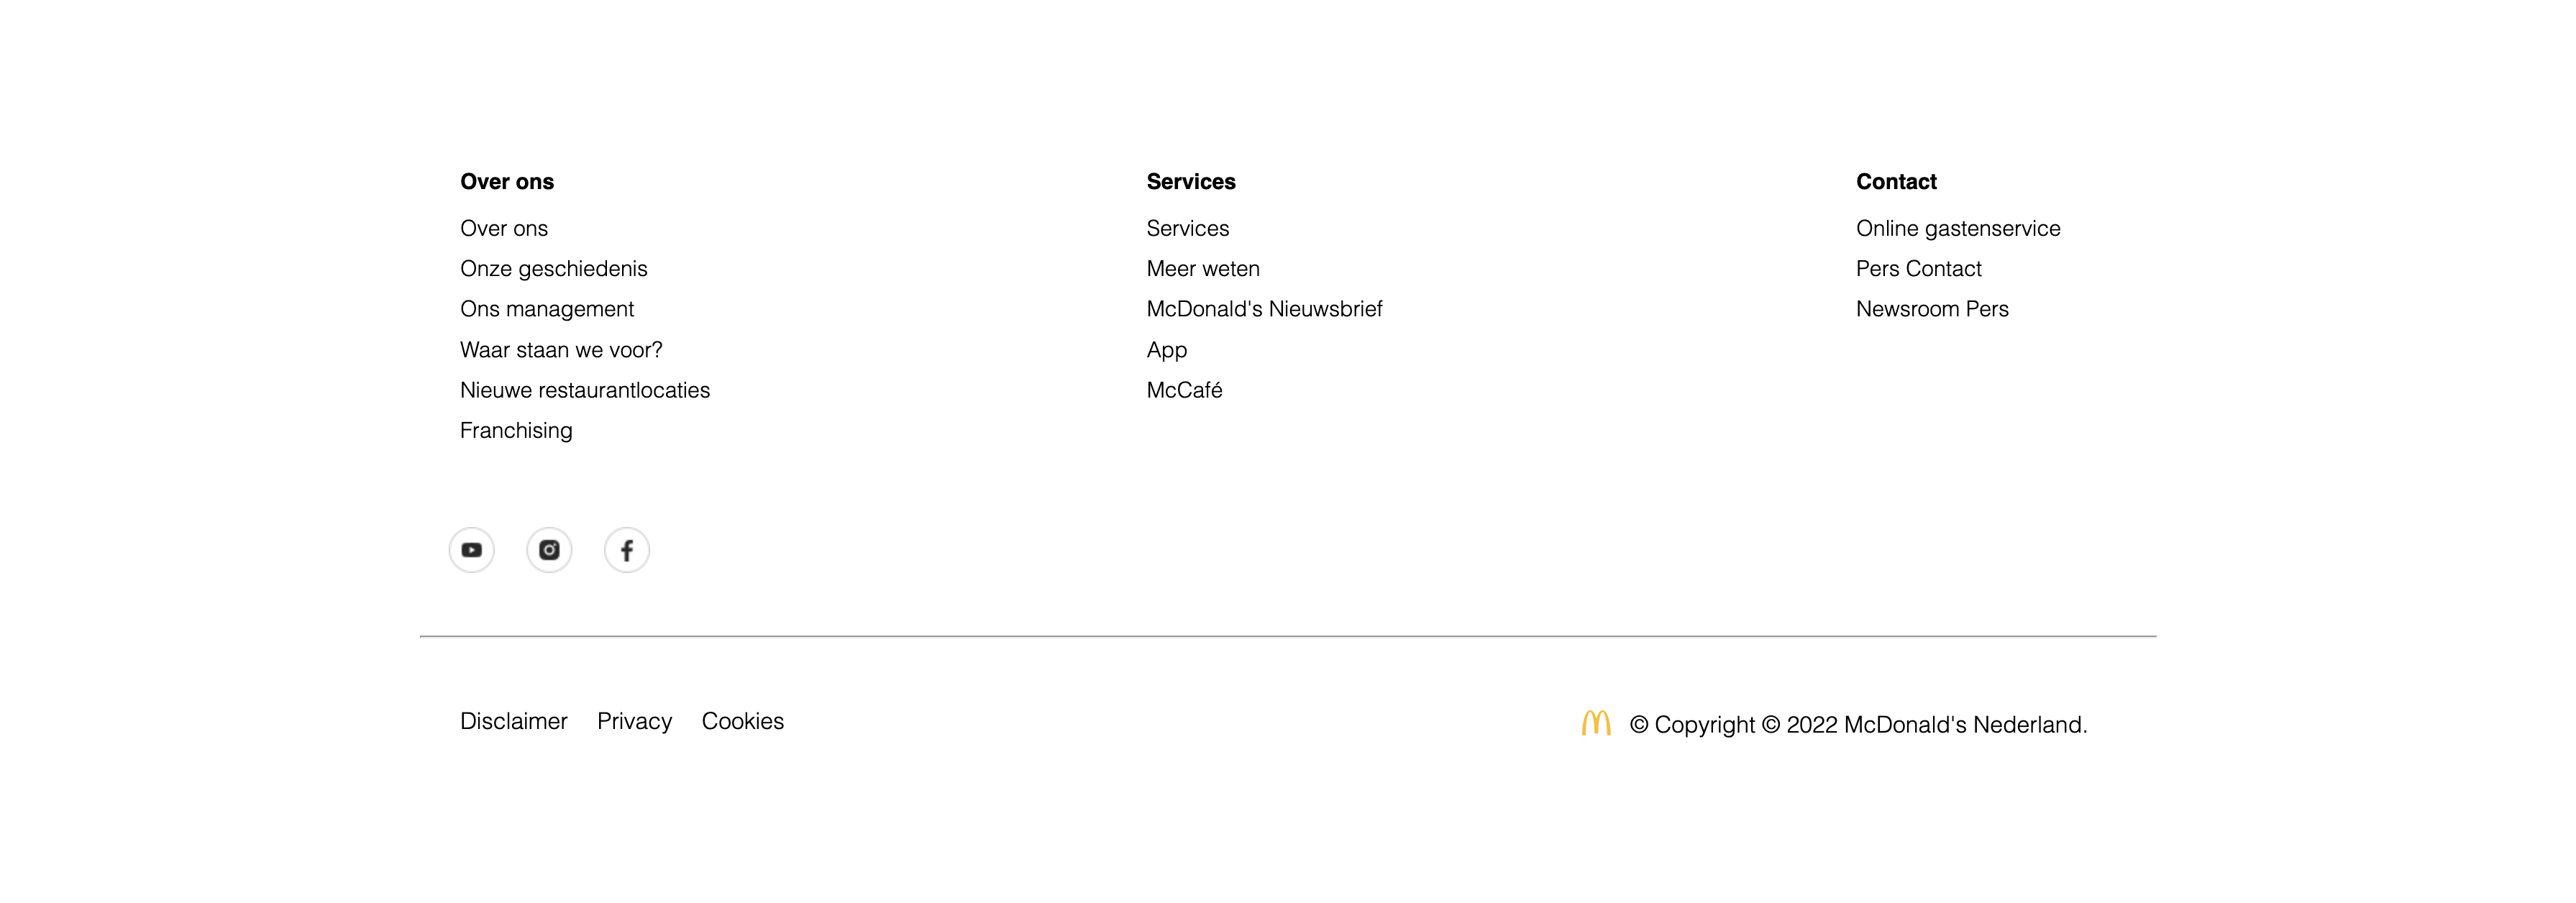 Over ons
Over ons
Onze geschiedenis
Ons management
Waar staan we voor?
Nieuwe restaurantlocaties
Franchising
Services
Services
Meer weten
McDonald's Nieuwsbrief
App
McCafé
Contact
Online gastenservice
Pers Contact
Newsroom Pers
Disclaimer Privacy Cookies
© Copyright © 2022 McDonald's Nederland.